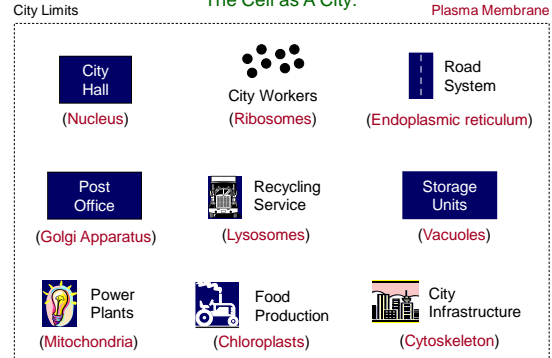 The Cell as A City:
City Limits Plasma Membrane
City
Hall
(Nucleus)
City Workers
(Ribosomes)
Road
System
(Endoplasmic reticulum)
Post
Office
(Golgi Apparatus)
Recycling
Service
(Lysosomes)
Storage
Units
(Vacuoles)
Power
Plants
(Mitochondria)
Food
Production
(Chloroplasts)
City
Infrastructure
(Cytoskeleton)